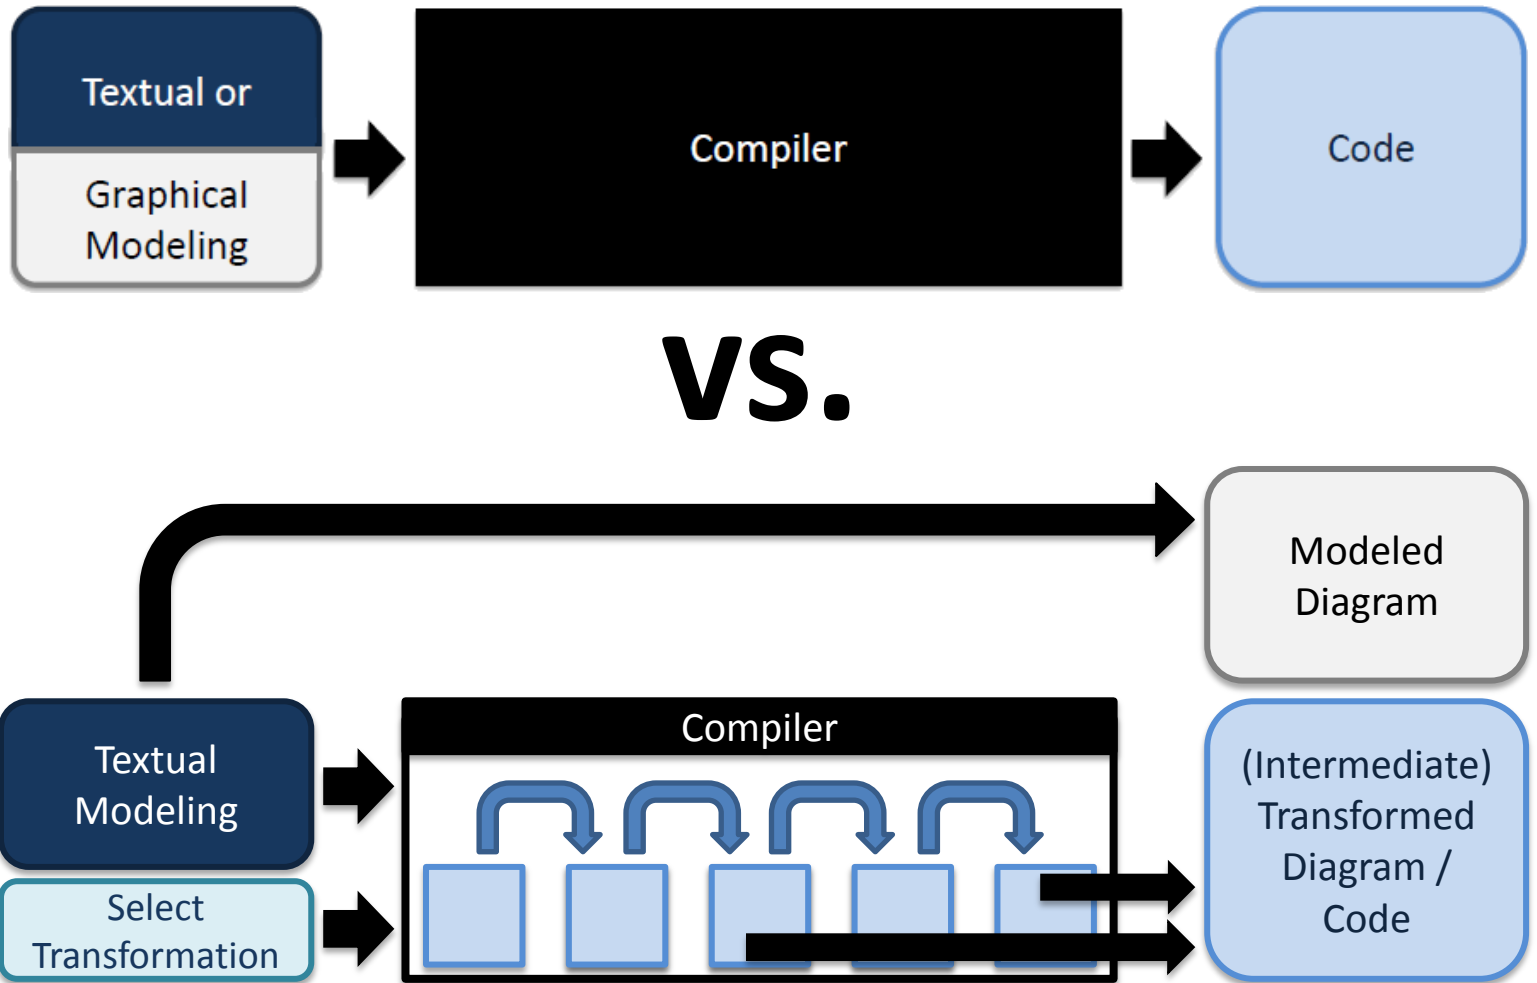 Textual or
Graphical
Modeling
Compiler
Code
vs.
Modeled
Diagram
Textual
Modeling
Select
Transformation
Compiler
(Intermediate)
Transformed
Diagram /
Code